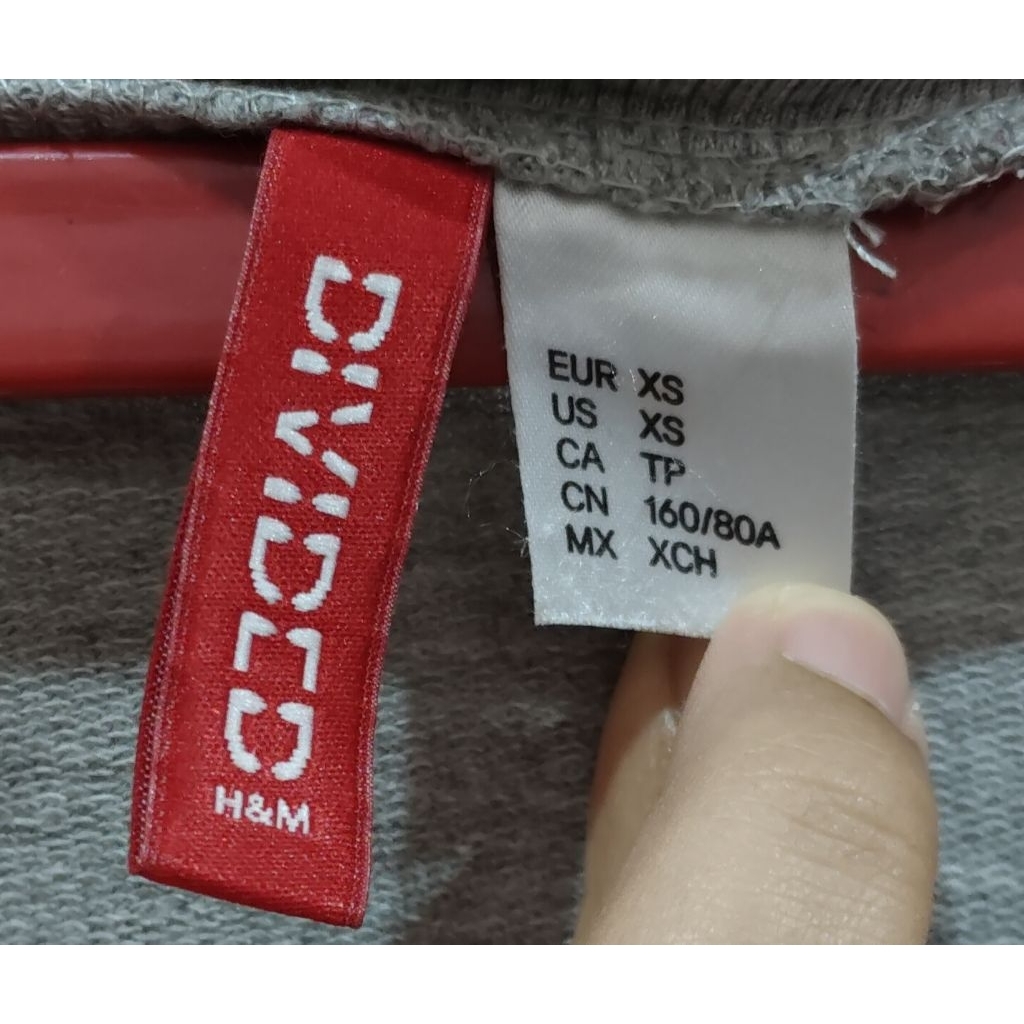 DIVIDED
H&M
EUR XS
US XS
CA TP
CN 160/80A
MX XCH